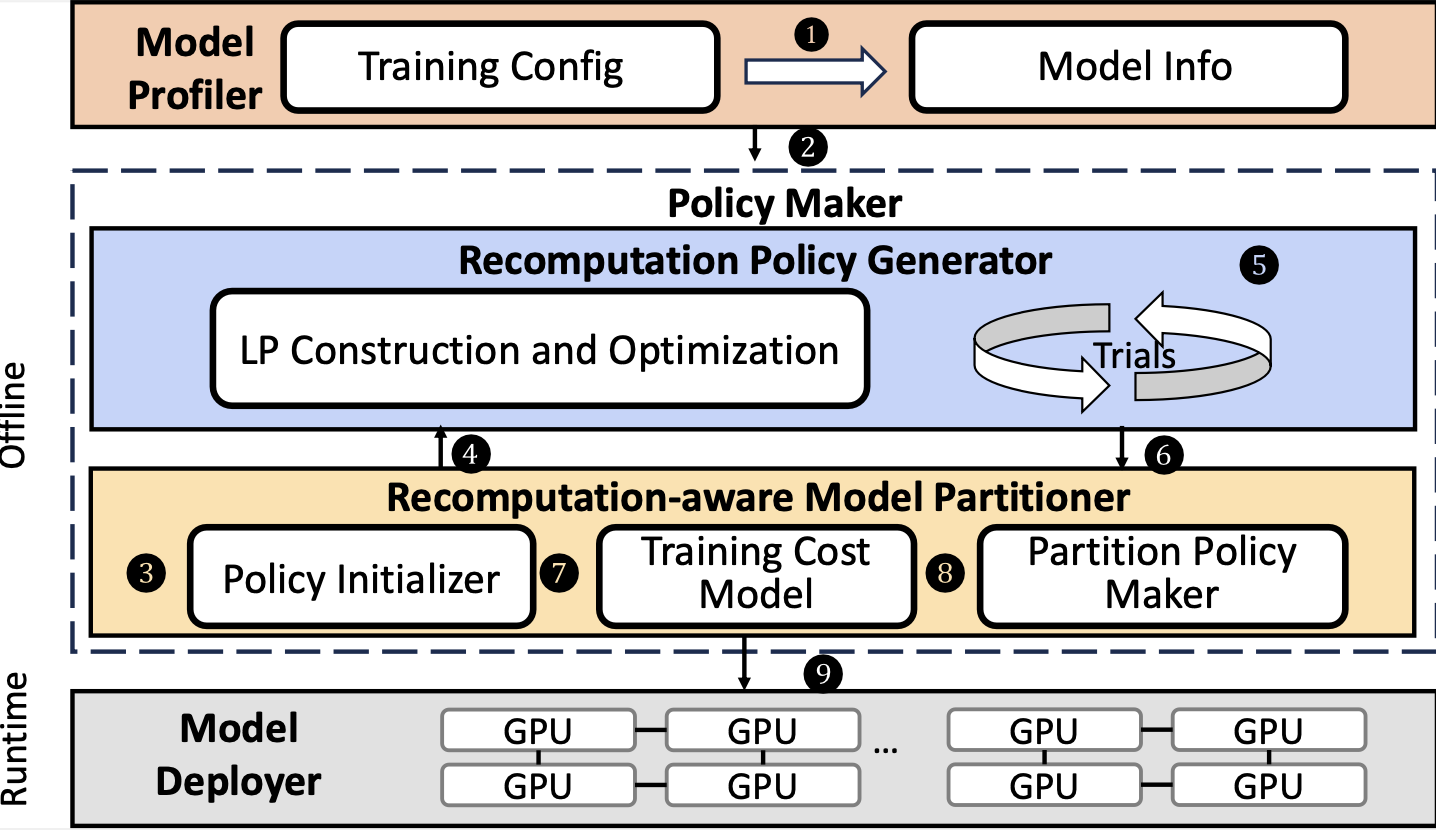 Model
Profiler
Training Config
1
Model Info
2
Policy Maker
Recomputation Policy Generator
5
LP Construction and Optimization
Trials
Offline
4
6
Recomputation-aware Model Partitioner
3
Policy Initializer
7
Training Cost
Model
8
Partition Policy
Maker
9
Runtime
Model
Deployer
GPU
GPU
...
GPU
GPU
GPU
GPU
GPU
GPU